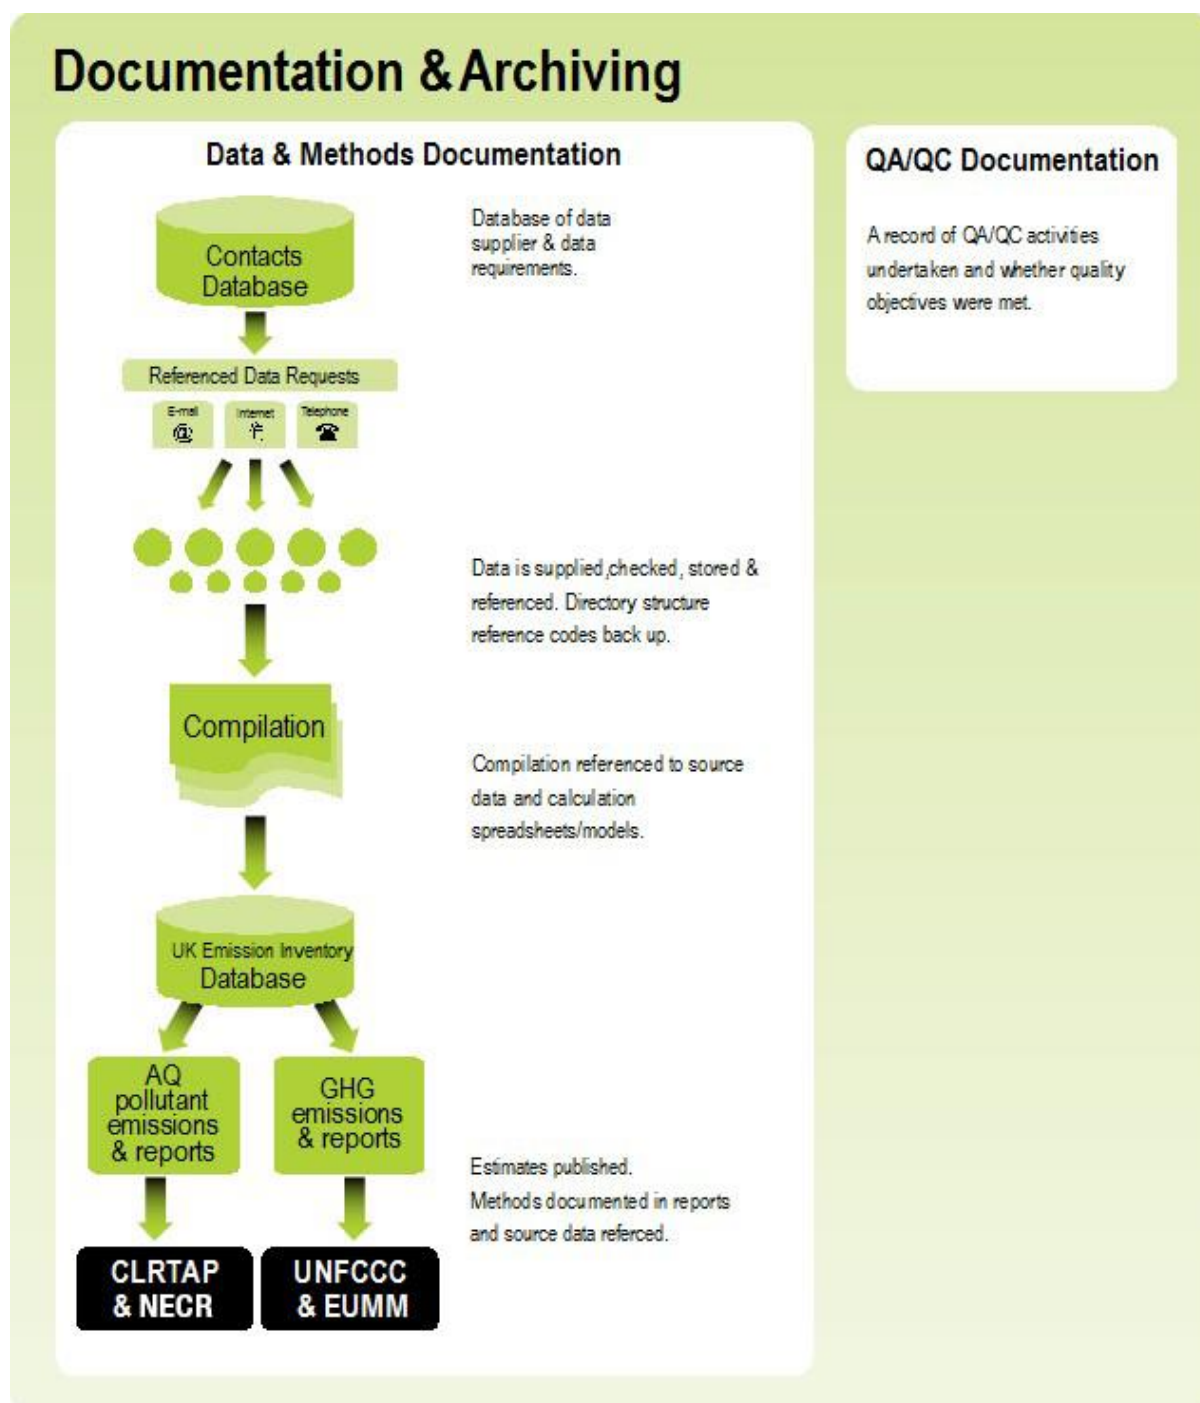 Documentation & Archiving
Data & Methods Documentation
Contacts
Database
Database of data
supplier & data
requirements.
Referenced Data Requests
E-mail
Internet
Telephone
@
Data is supplied,checked, stored &
referenced. Directory structure
reference codes back up.
Compilation
Compilation referenced to source
data and calculation
spreadsheets/models.
UK Emission Inventory
Database
AQ
pollutant
emissions
& reports
GHG
emissions
& reports
Estimates published.
Methods documented in reports
and source data referced.
CLRTAP
& NECR
UNFCCC
& EUMM
QA/QC Documentation
A record of QA/QC activities
undertaken and whether quality
objectives were met.